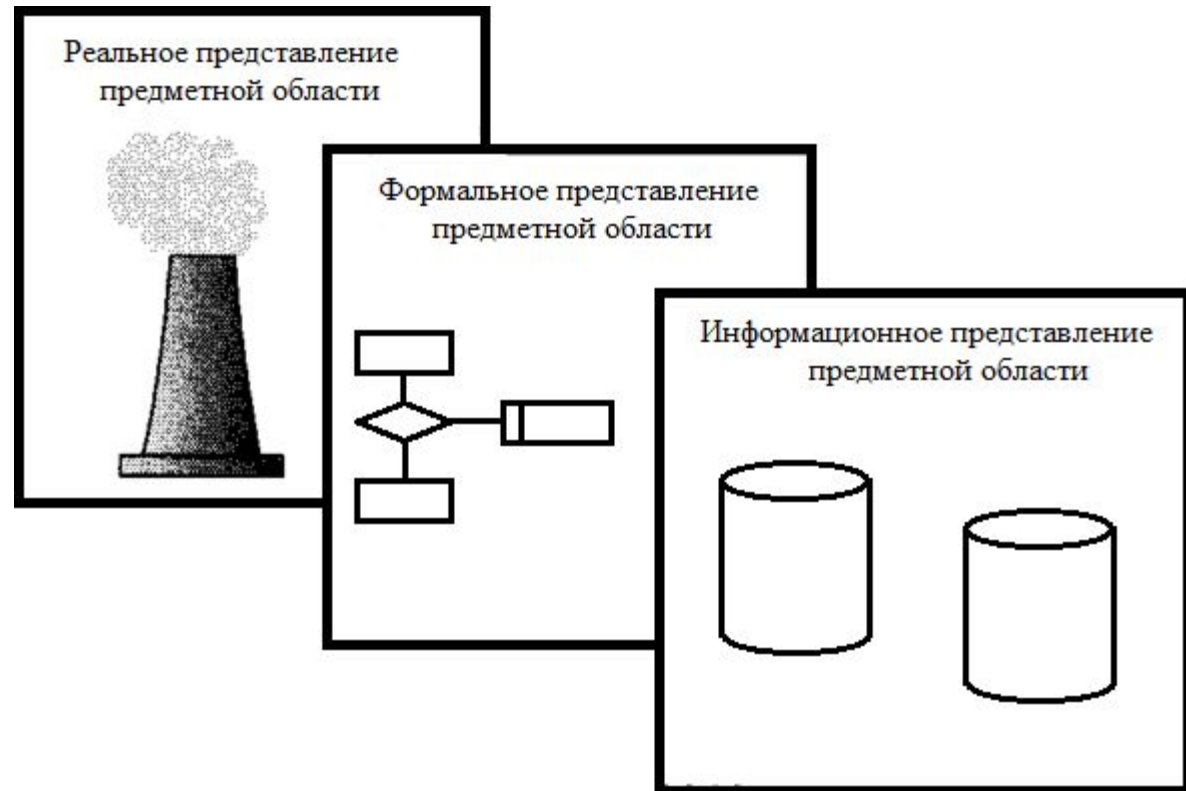 Реальное представление
предметной области
Формальное представление
предметной области
Информационное представление
предметной области